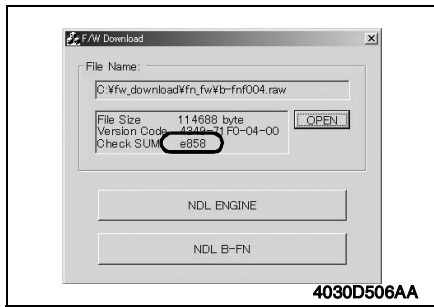 F/W Download
File Name:
C:¥fw_download¥fn_fw¥b-fnf004.raw
File Size 114688 byte
Version Code 4349-71F0-04-00
Check SUM e858
OPEN
NDL ENGINE
NDL B-FN
4030D506AA